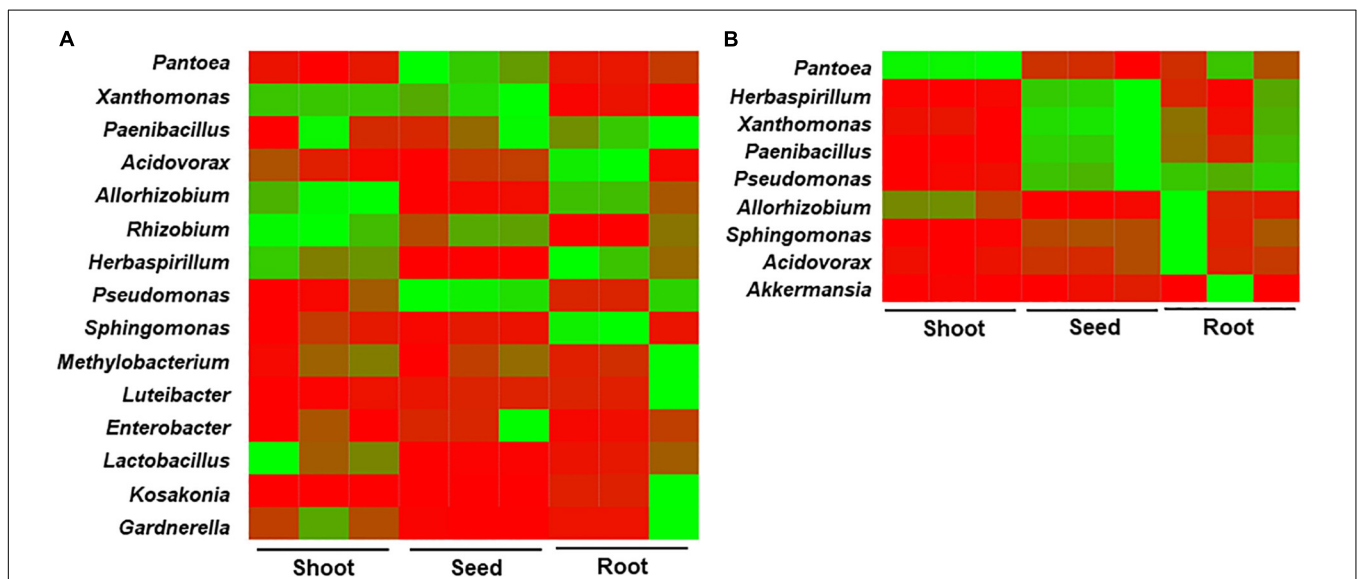 A
Pantoea
Xanthomonas
Paenibacillus
Acidovorax
Allorhizobium
Rhizobium
Herbaspirillum
Pseudomonas
Sphingomonas
Methylobacterium
Luteibacter
Enterobacter
Lactobacillus
Kosakonia
Gardnerella
Shoot Seed Root
B
Pantoea
Herbaspirillum
Xanthomonas
Paenibacillus
Pseudomonas
Allorhizobium
Sphingomonas
Acidovorax
Akkermansia
Shoot Seed Root